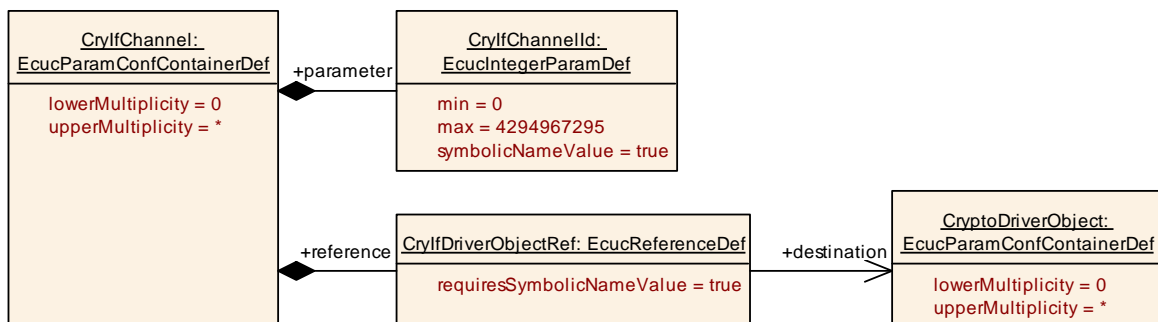 CryIfChannel:
EcucParamConfContainerDef
lowerMultiplicity = 0
upperMultiplicity = *
+parameter
CryIfChannelId:
EcucIntegerParamDef
min = 0
max = 4294967295
symbolicNameValue = true
+reference
CryIfDriverObjectRef: EcucReferenceDef
requiresSymbolicNameValue = true
+destination
CryptoDriverObject:
EcucParamConfContainerDef
lowerMultiplicity = 0
upperMultiplicity = *